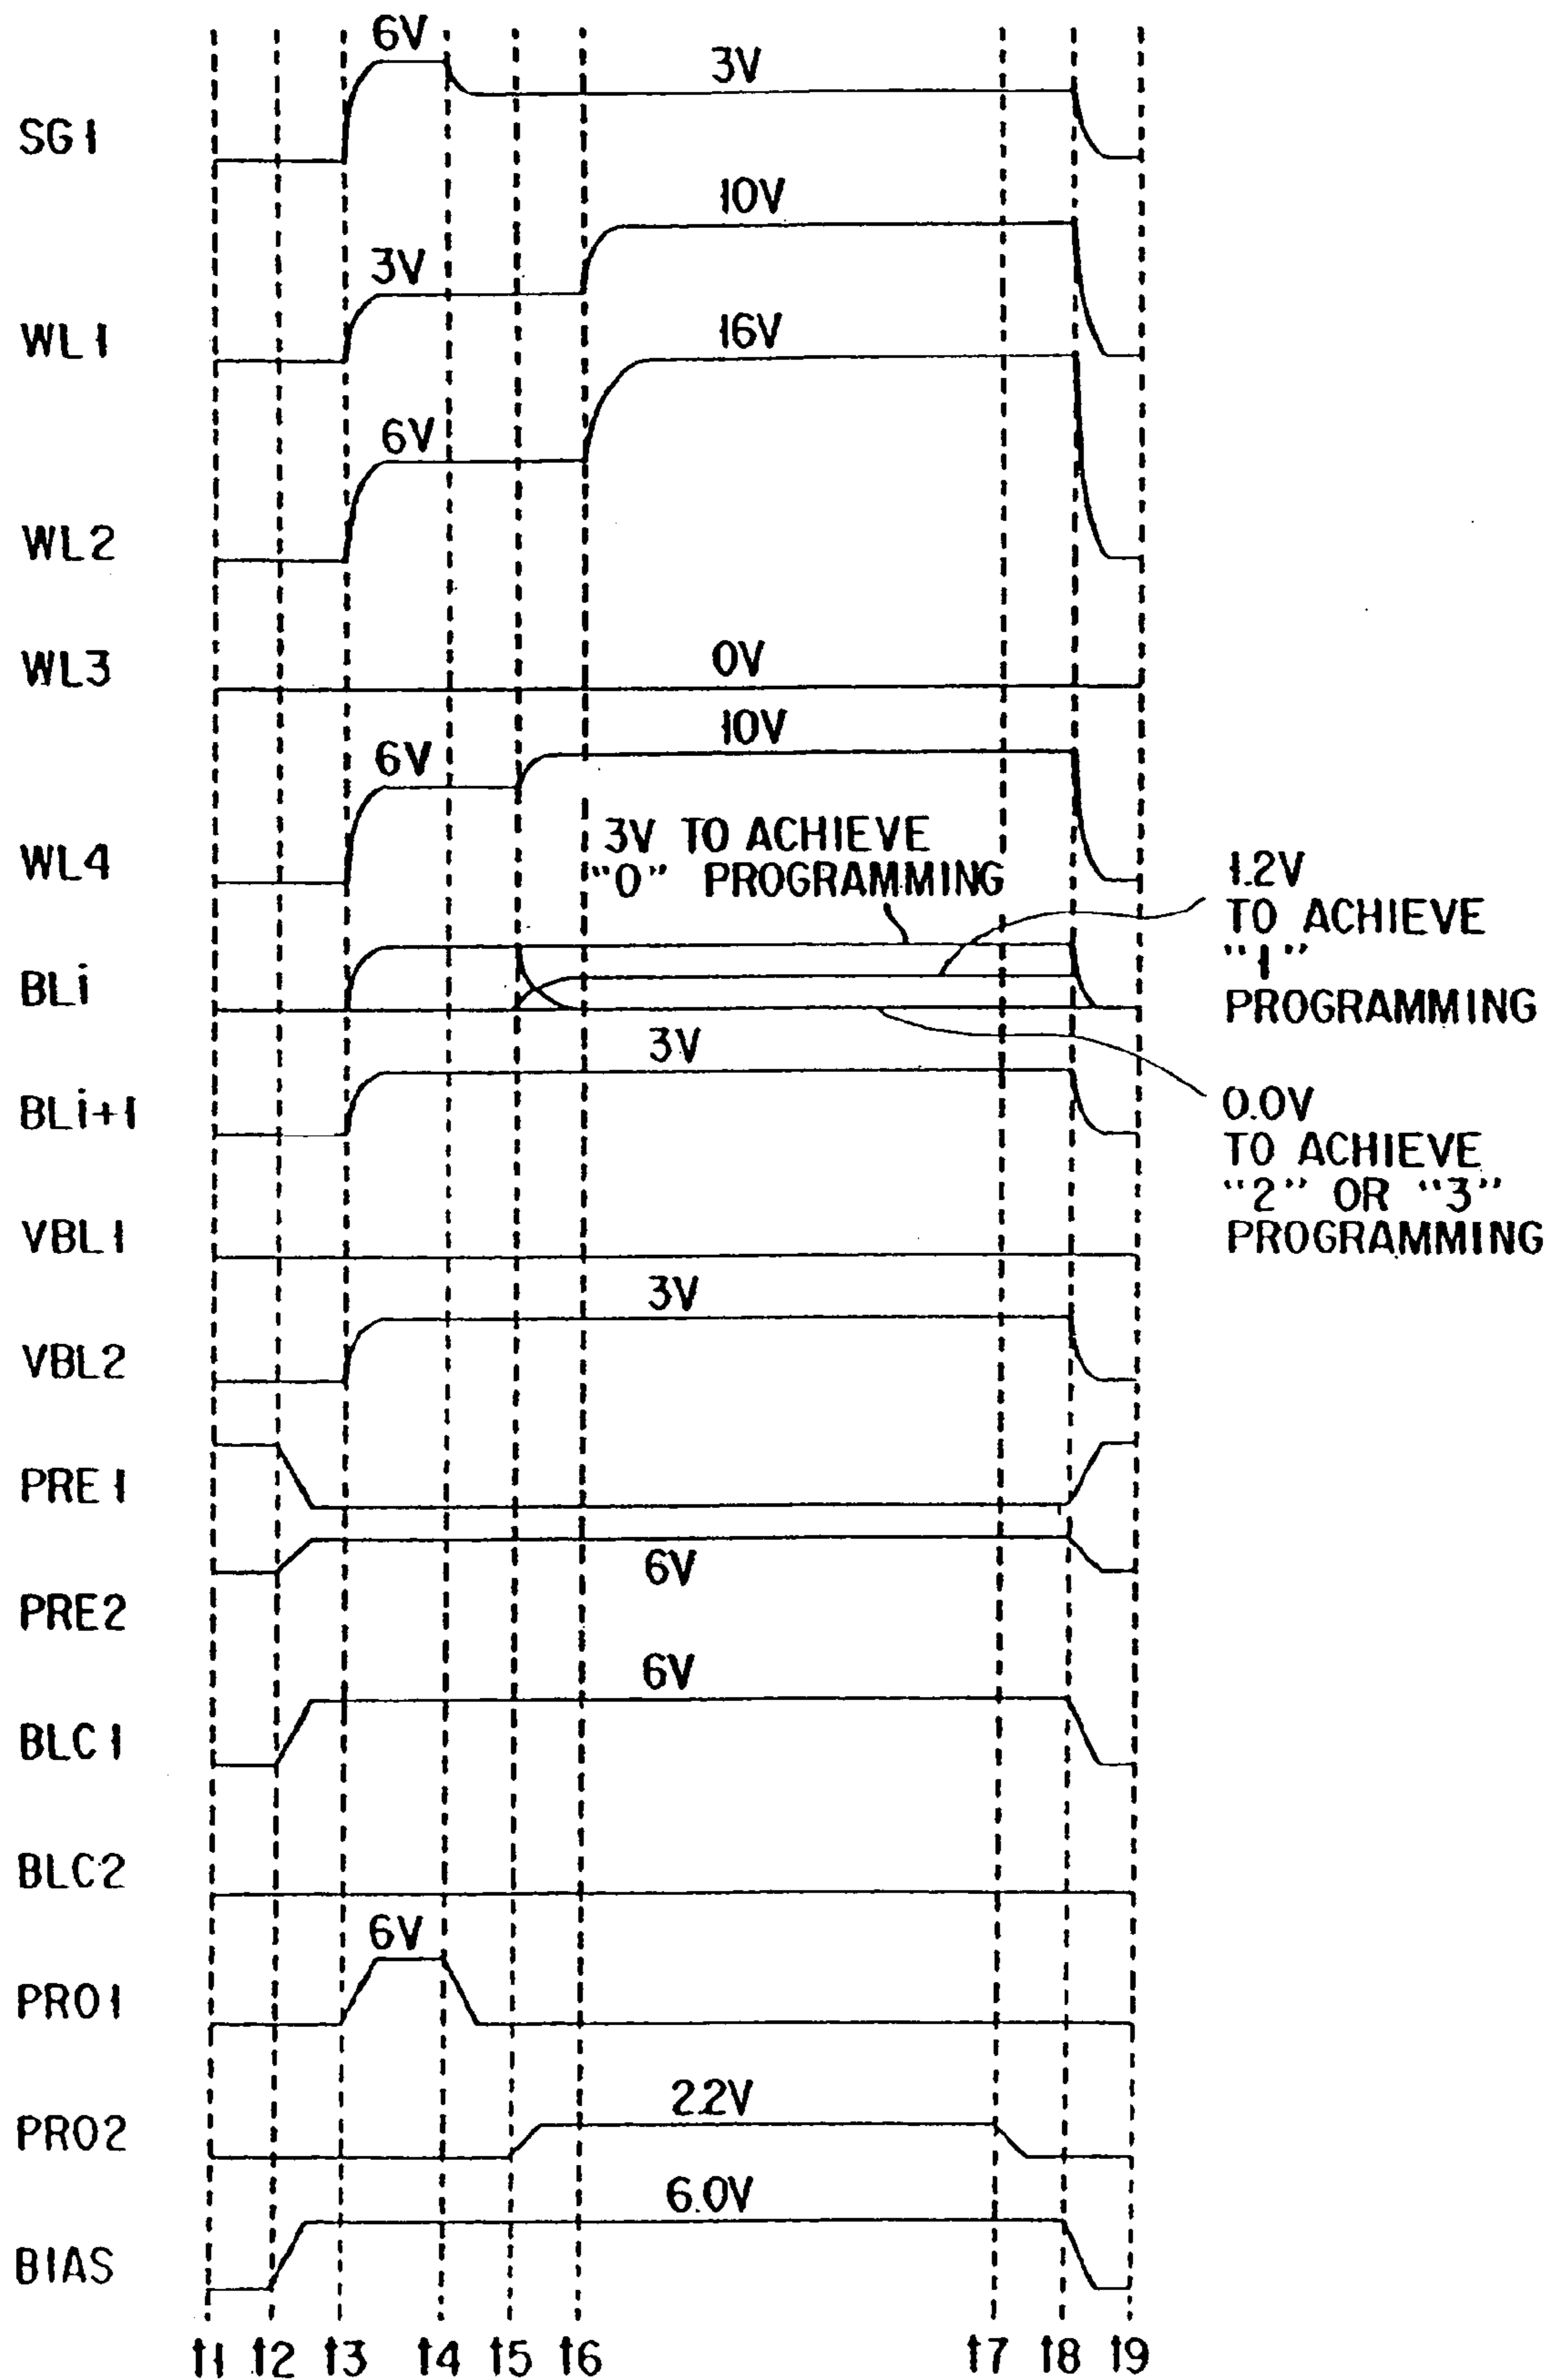 6V
3V
SG1
10V
3V
WL1
16V
6V
WL2
WL3
0V
10V
6V
WL4
3V TO ACHIEVE
"0" PROGRAMMING
1.2V
TO ACHIEVE
"1"
PROGRAMMING
BLi
3V
BLi+1
0.0V
TO ACHIEVE
"2" OR "3"
PROGRAMMING
VBL1
3V
VBL2
PRE1
6V
PRE2
6V
BLC1
BLC2
6V
PRO1
2.2V
PRO2
6.0V
BIAS
t1 t2 t3 t4 t5 t6 t7 t8 t9